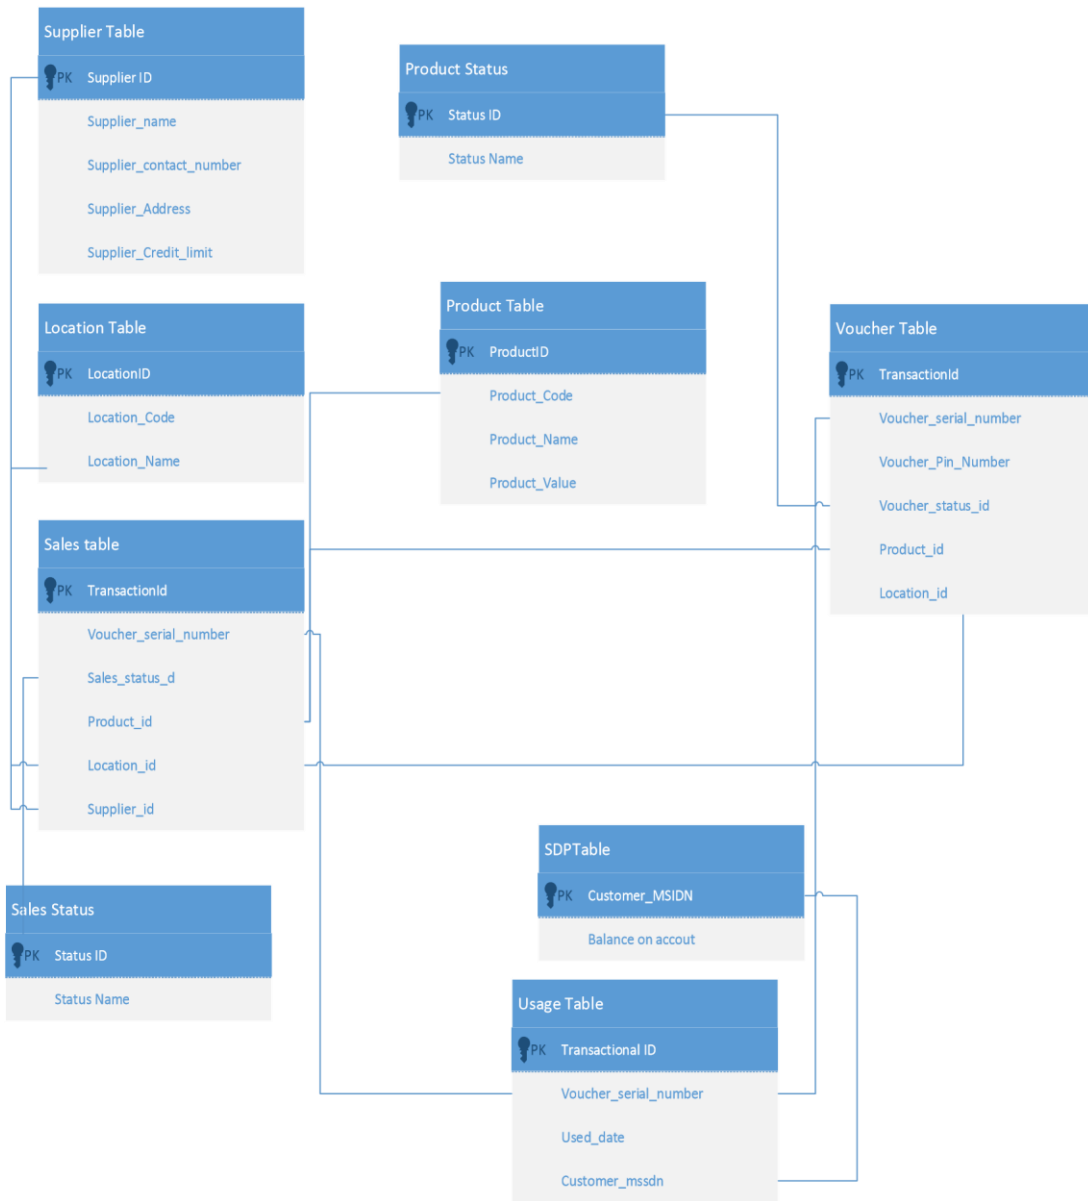 Supplier Table
PK Supplier ID
Supplier_name
Supplier_contact_number
Supplier_Address
Supplier_Credit_limit
Product Status
PK Status ID
Status Name
Location Table
PK LocationID
Location_Code
Location_Name
Product Table
PK ProductID
Product_Code
Product_Name
Product_Value
Voucher Table
PK TransactionId
Voucher_serial_number
Voucher_Pin_Number
Voucher_status_id
Product_id
Location_id
Sales table
PK TransactionId
Voucher_serial_number
Sales_status_d
Product_id
Location_id
Supplier_id
Sales Status
PK Status ID
Status Name
SDPTable
PK Customer_MSIDN
Balance on accout
Usage Table
PK Transactional ID
Voucher_serial_number
Used_date
Customer_mssdn